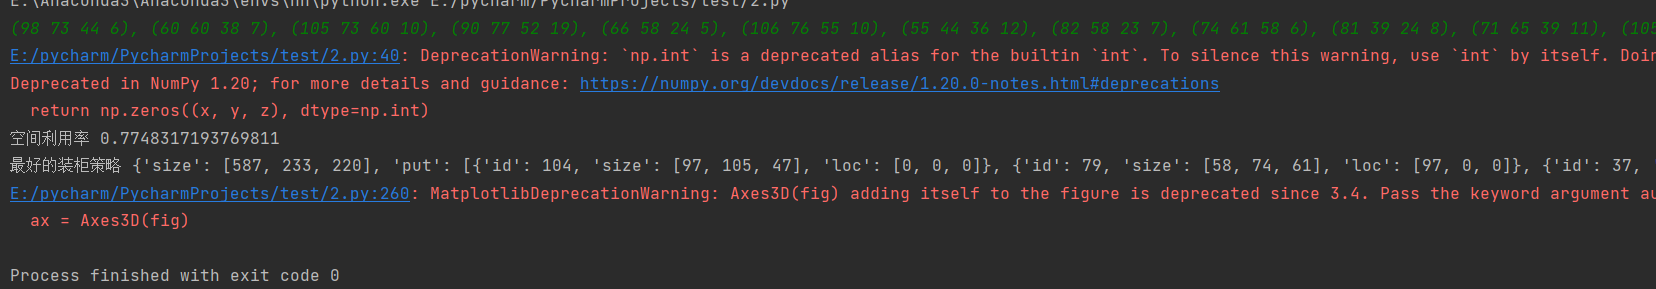 E:\Anaconda3\Anaconda3\envs\nn\python.exe E:/pycharm/PycharmProjects/test/2.py
(98 73 44 6), (60 60 38 7), (105 73 60 10), (90 77 52 19), (66 58 24 5), (106 76 55 10), (55 44 36 12), (82 58 23 7), (74 61 58 6), (81 39 24 8), (71 65 39 11), (105
E:/pycharm/PycharmProjects/test/2.py:40: DeprecationWarning: `np.int` is a deprecated alias for the builtin `int`. To silence this warning, use `int` by itself. Doin
Deprecated in NumPy 1.20; for more details and guidance: https://numpy.org/devdocs/release/1.20.0-notes.html#deprecations
return np.zeros((x, y, z), dtype=np.int)
空间利用率 0.7748317193769811
最好的装柜策略 {'size': [587, 233, 220], 'put': [{'id': 104, 'size': [97, 105, 47], 'loc': [0, 0, 0]}, {'id': 79, 'size': [58, 74, 61], 'loc': [97, 0, 0]}, {'id': 37,
E:/pycharm/PycharmProjects/test/2.py:260: MatplotlibDeprecationWarning: Axes3D(fig) adding itself to the figure is deprecated since 3.4. Pass the keyword argument au
ax = Axes3D(fig)
Process finished with exit code 0